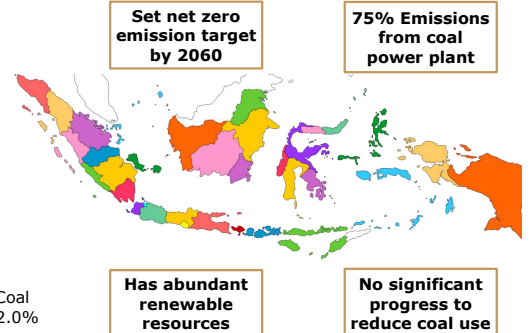 Set net zero
emission target
by 2060
75% Emissions
from coal
power plant
Coal
2.0%
Has abundant
renewable
resources
No significant
progress to
reduce coal use